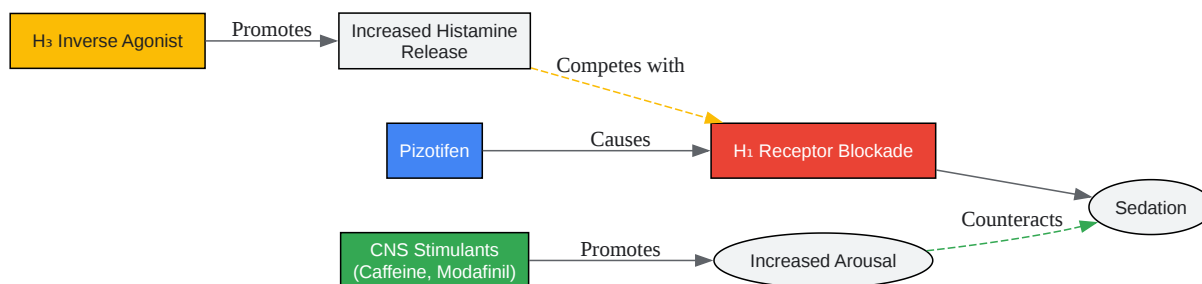 H₃ Inverse Agonist
Promotes
Increased Histamine
Release
Competes with
Pizotifen
Causes
H₁ Receptor Blockade
Sedation
Counteracts
CNS Stimulants
(Caffeine, Modafinil)
Promotes
Increased Arousal